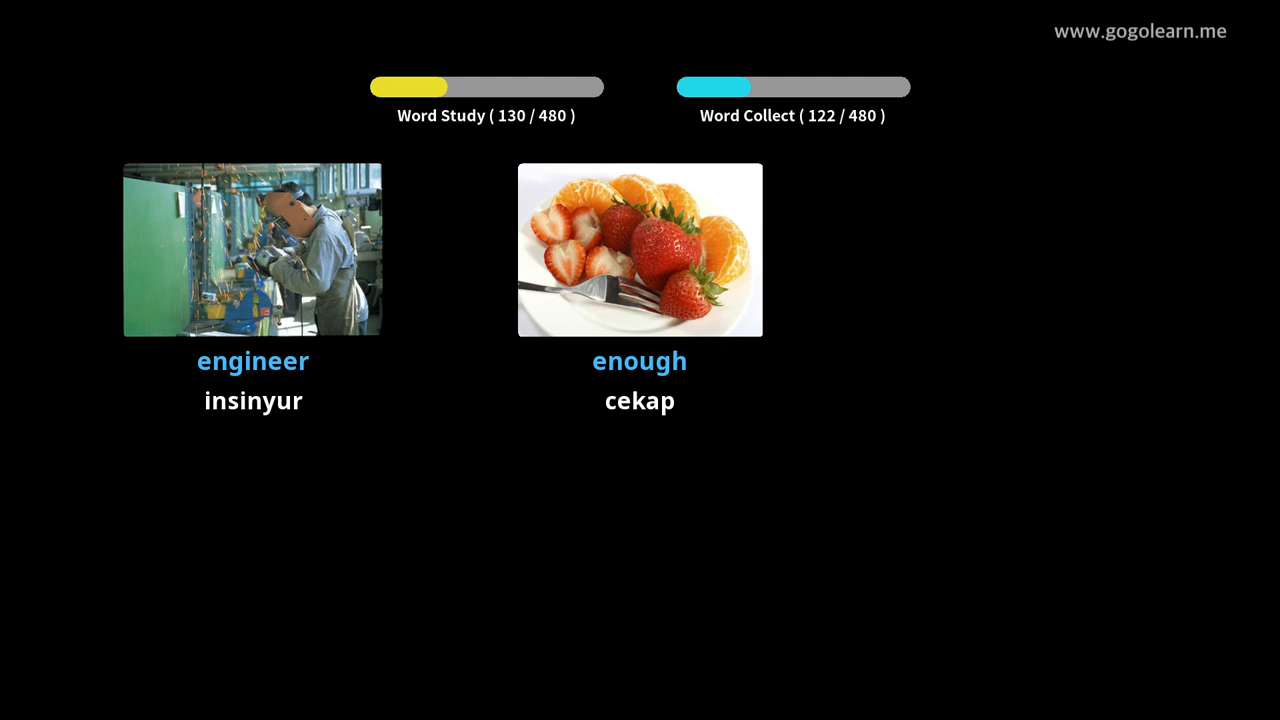 www.gogolearn.me
Word Study ( 130 / 480 )
Word Collect ( 122 / 480 )
engineer
insinyur
enough
cekap